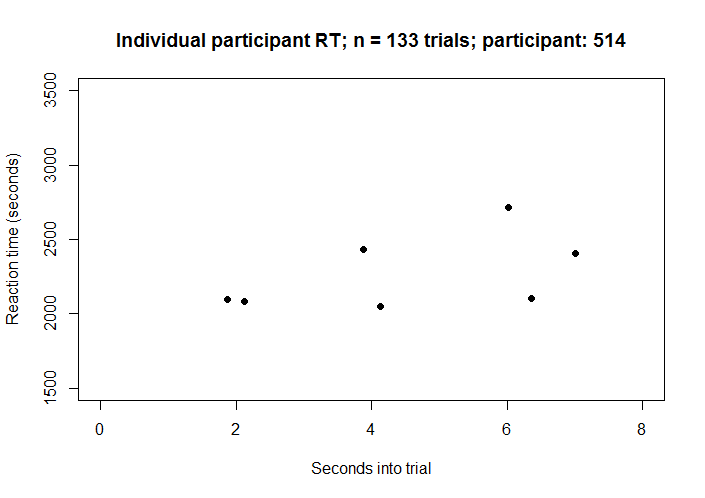 Individual participant RT; n = 133 trials; participant: 514
Reaction time (seconds)
3500
3000
2500
2000
1500
0 2 4 6 8
Seconds into trial